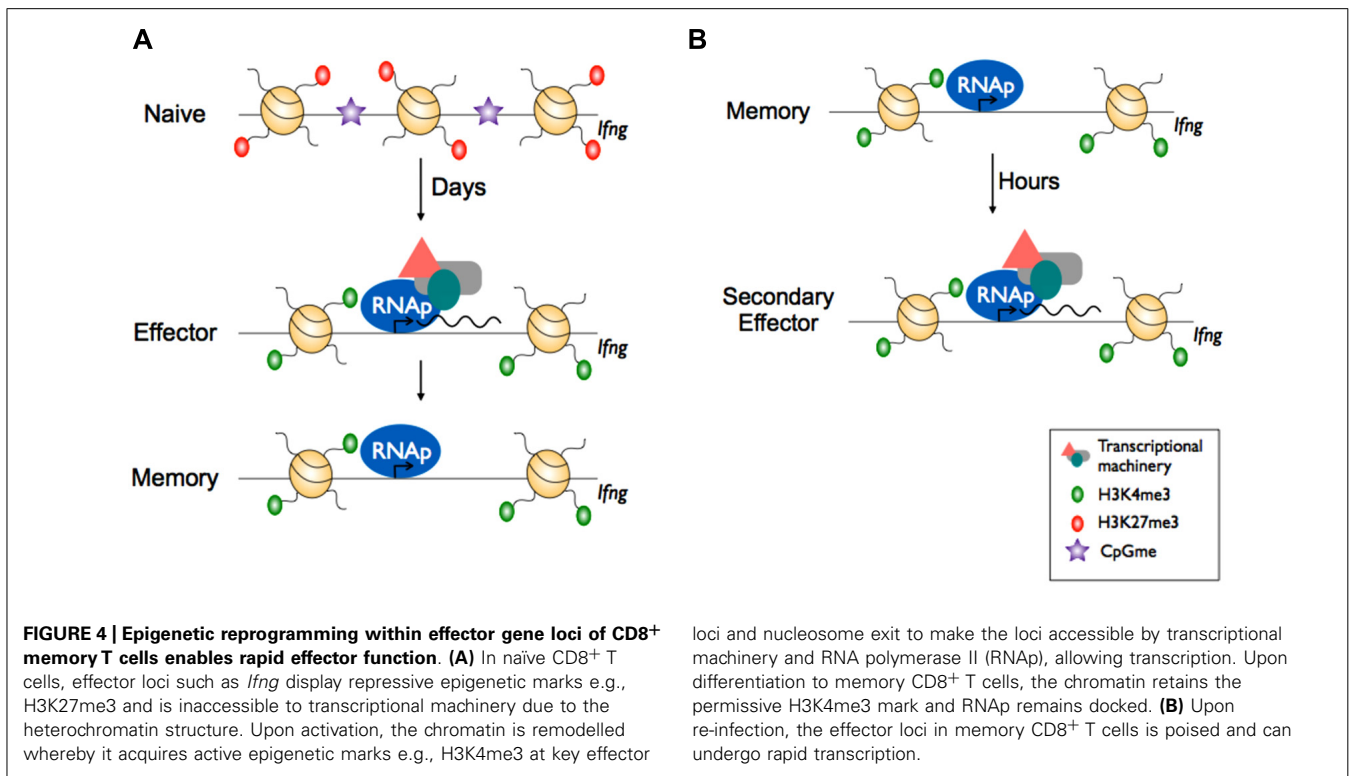 A
Naive
Ifng
Days
RNAp
Effector
Ifng
RNAp
Memory
Ifng
B
RNAp
Memory
Ifng
Hours
RNAp
Secondary
Effector
Ifng
Transcriptional
machinery
H3K4me3
H3K27me3
CpGme
FIGURE 4 | Epigenetic reprogramming within effector gene loci of CD8+
memory T cells enables rapid effector function. (A) In naïve CD8+ T
cells, effector loci such as Ifng display repressive epigenetic marks e.g.,
H3K27me3 and is inaccessible to transcriptional machinery due to the
heterochromatin structure. Upon activation, the chromatin is remodelled
whereby it acquires active epigenetic marks e.g., H3K4me3 at key effector
loci and nucleosome exit to make the loci accessible by transcriptional
machinery and RNA polymerase II (RNAp), allowing transcription. Upon
differentiation to memory CD8+ T cells, the chromatin retains the
permissive H3K4me3 mark and RNAp remains docked. (B) Upon
re-infection, the effector loci in memory CD8+ T cells is poised and can
undergo rapid transcription.